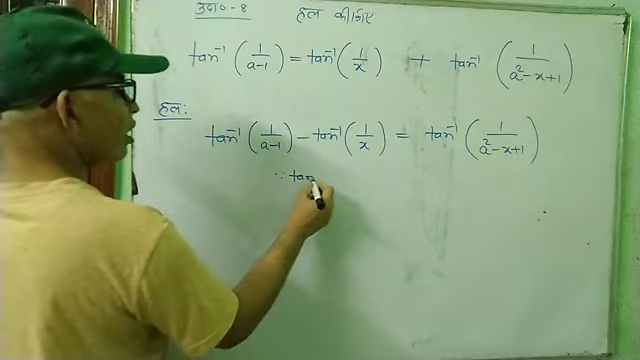 उदा०-8 हल कीजिए
tan⁻¹ (1/(a-1)) = tan⁻¹ (1/x) + tan⁻¹ (1/(a²-x+1))
हल:
tan⁻¹ (1/(a-1)) - tan⁻¹ (1/x) = tan⁻¹ (1/(a²-x+1))
∵ tan